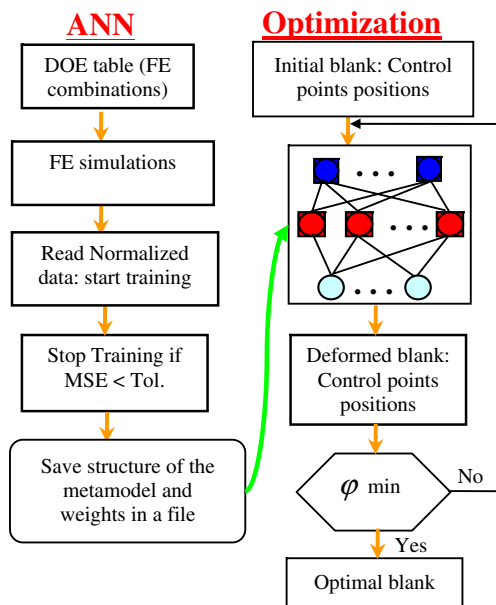 ANN
DOE table (FE
combinations)
FE simulations
Read Normalized
data: start training
Stop Training if
MSE < Tol.
Save structure of the
metamodel and
weights in a file
Optimization
Initial blank: Control
points positions
Deformed blank:
Control points
positions
φ min
No
Yes
Optimal blank